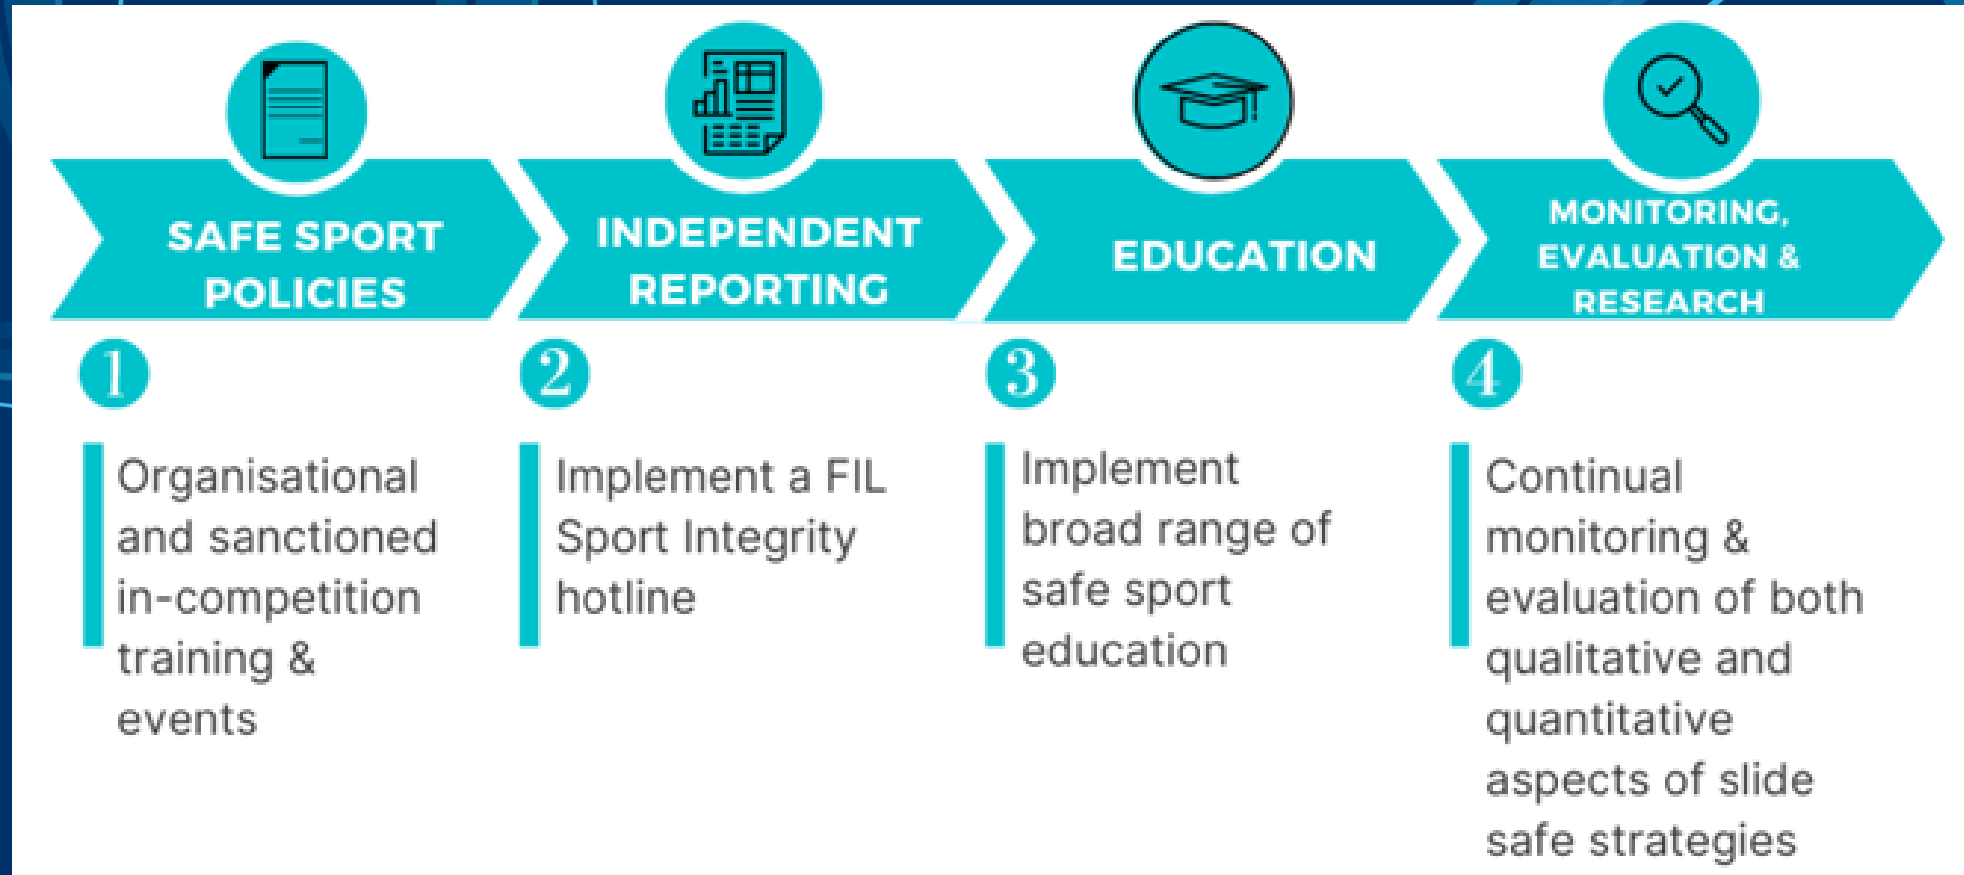 SAFE SPORT
POLICIES
1
Organisational
and sanctioned
in-competition
training &
events
INDEPENDENT
REPORTING
2
Implement a FIL
Sport Integrity
hotline
EDUCATION
3
Implement
broad range of
safe sport
education
MONITORING,
EVALUATION &
RESEARCH
4
Continual
monitoring &
evaluation of both
qualitative and
quantitative
aspects of slide
safe strategies